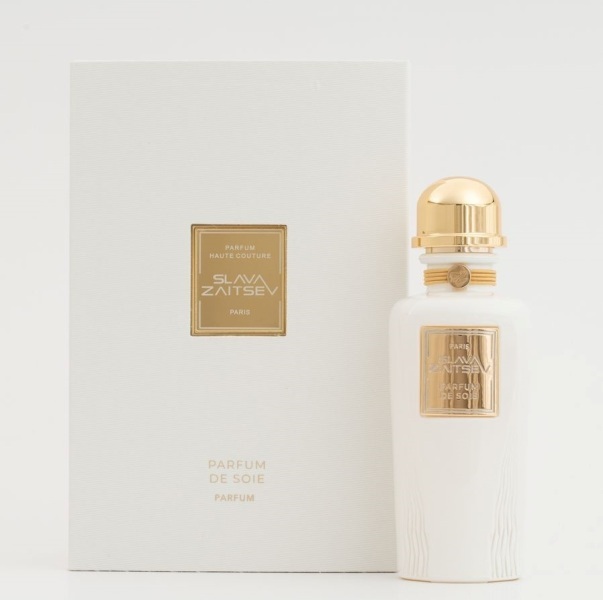 PARFUM
HAUTE COUTURE
SLAVA
ZAITSEV
PARIS
PARFUM
DE SOIE
PARFUM
PARIS
SLAVA
ZAITSEV
PARFUM
DE SOIE